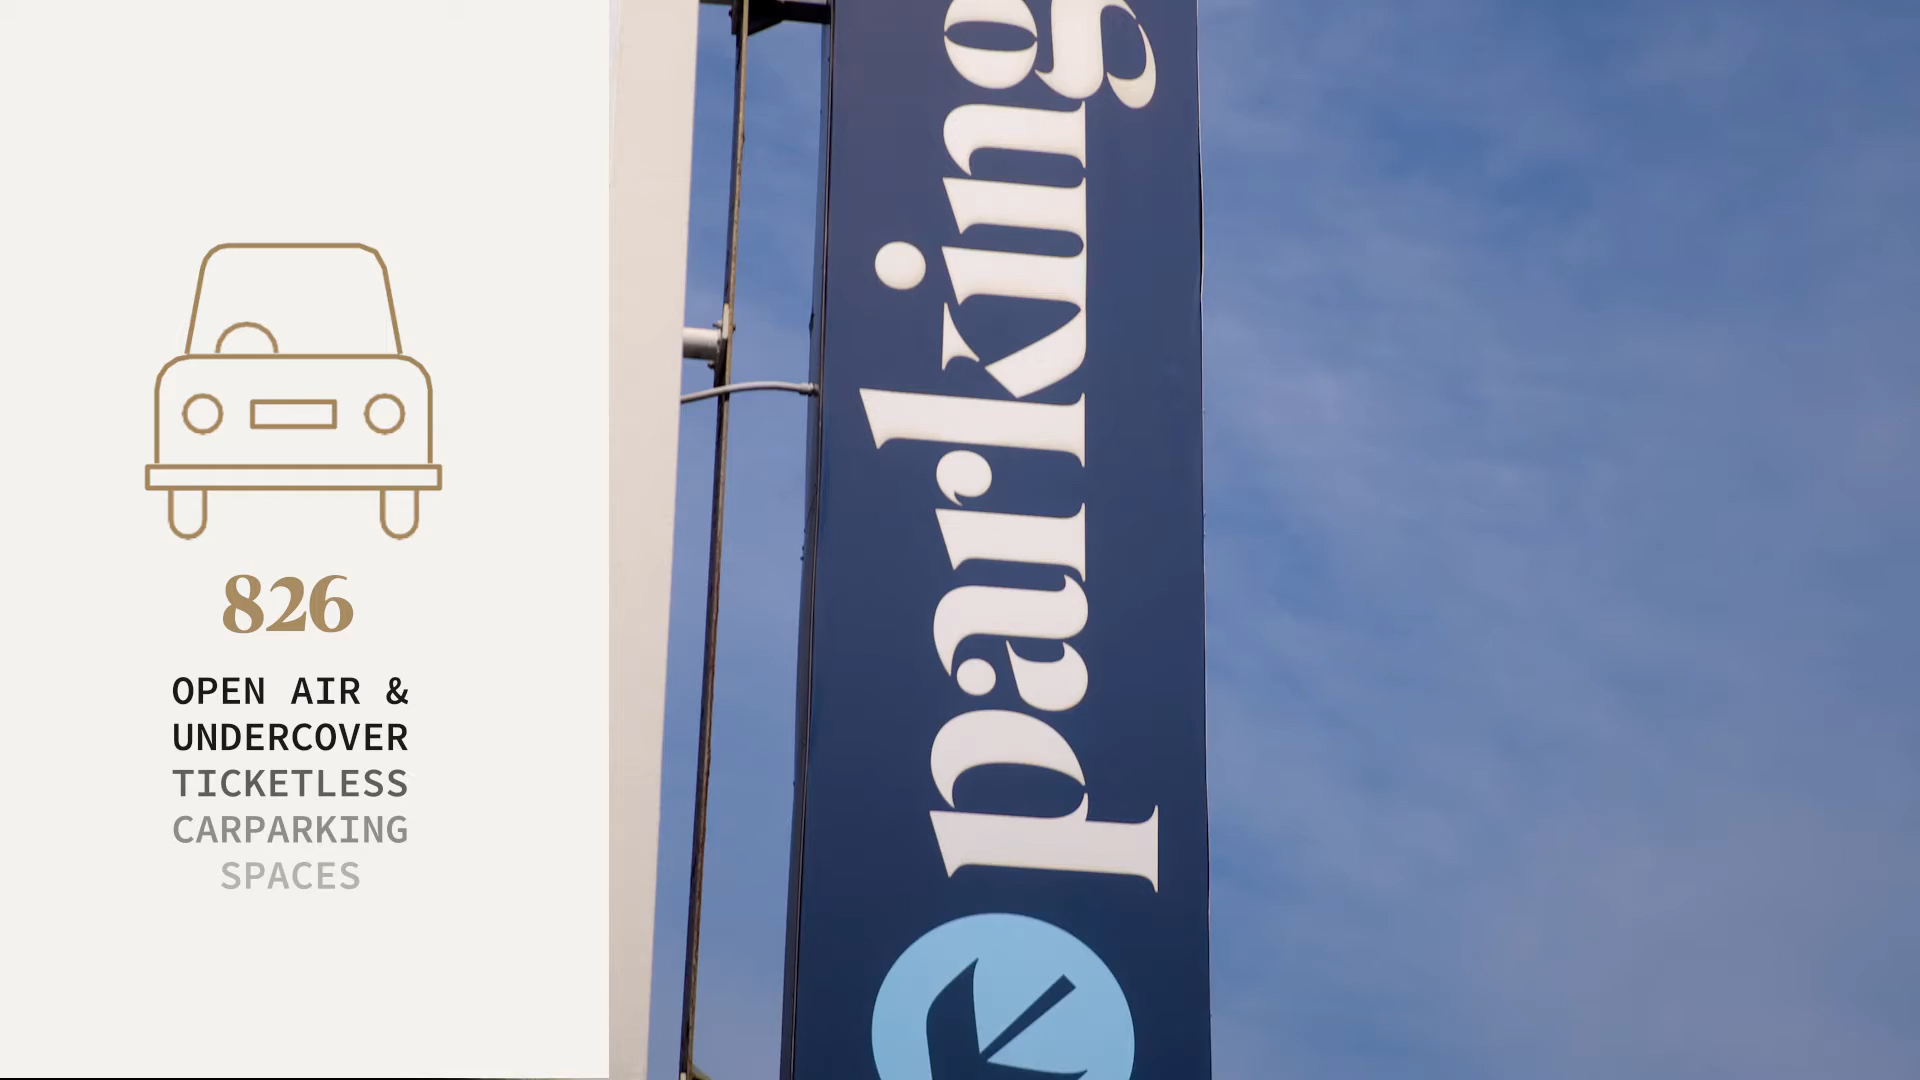 826
OPEN AIR &
UNDERCOVER
TICKETLESS
CARPARKING
SPACES
parking